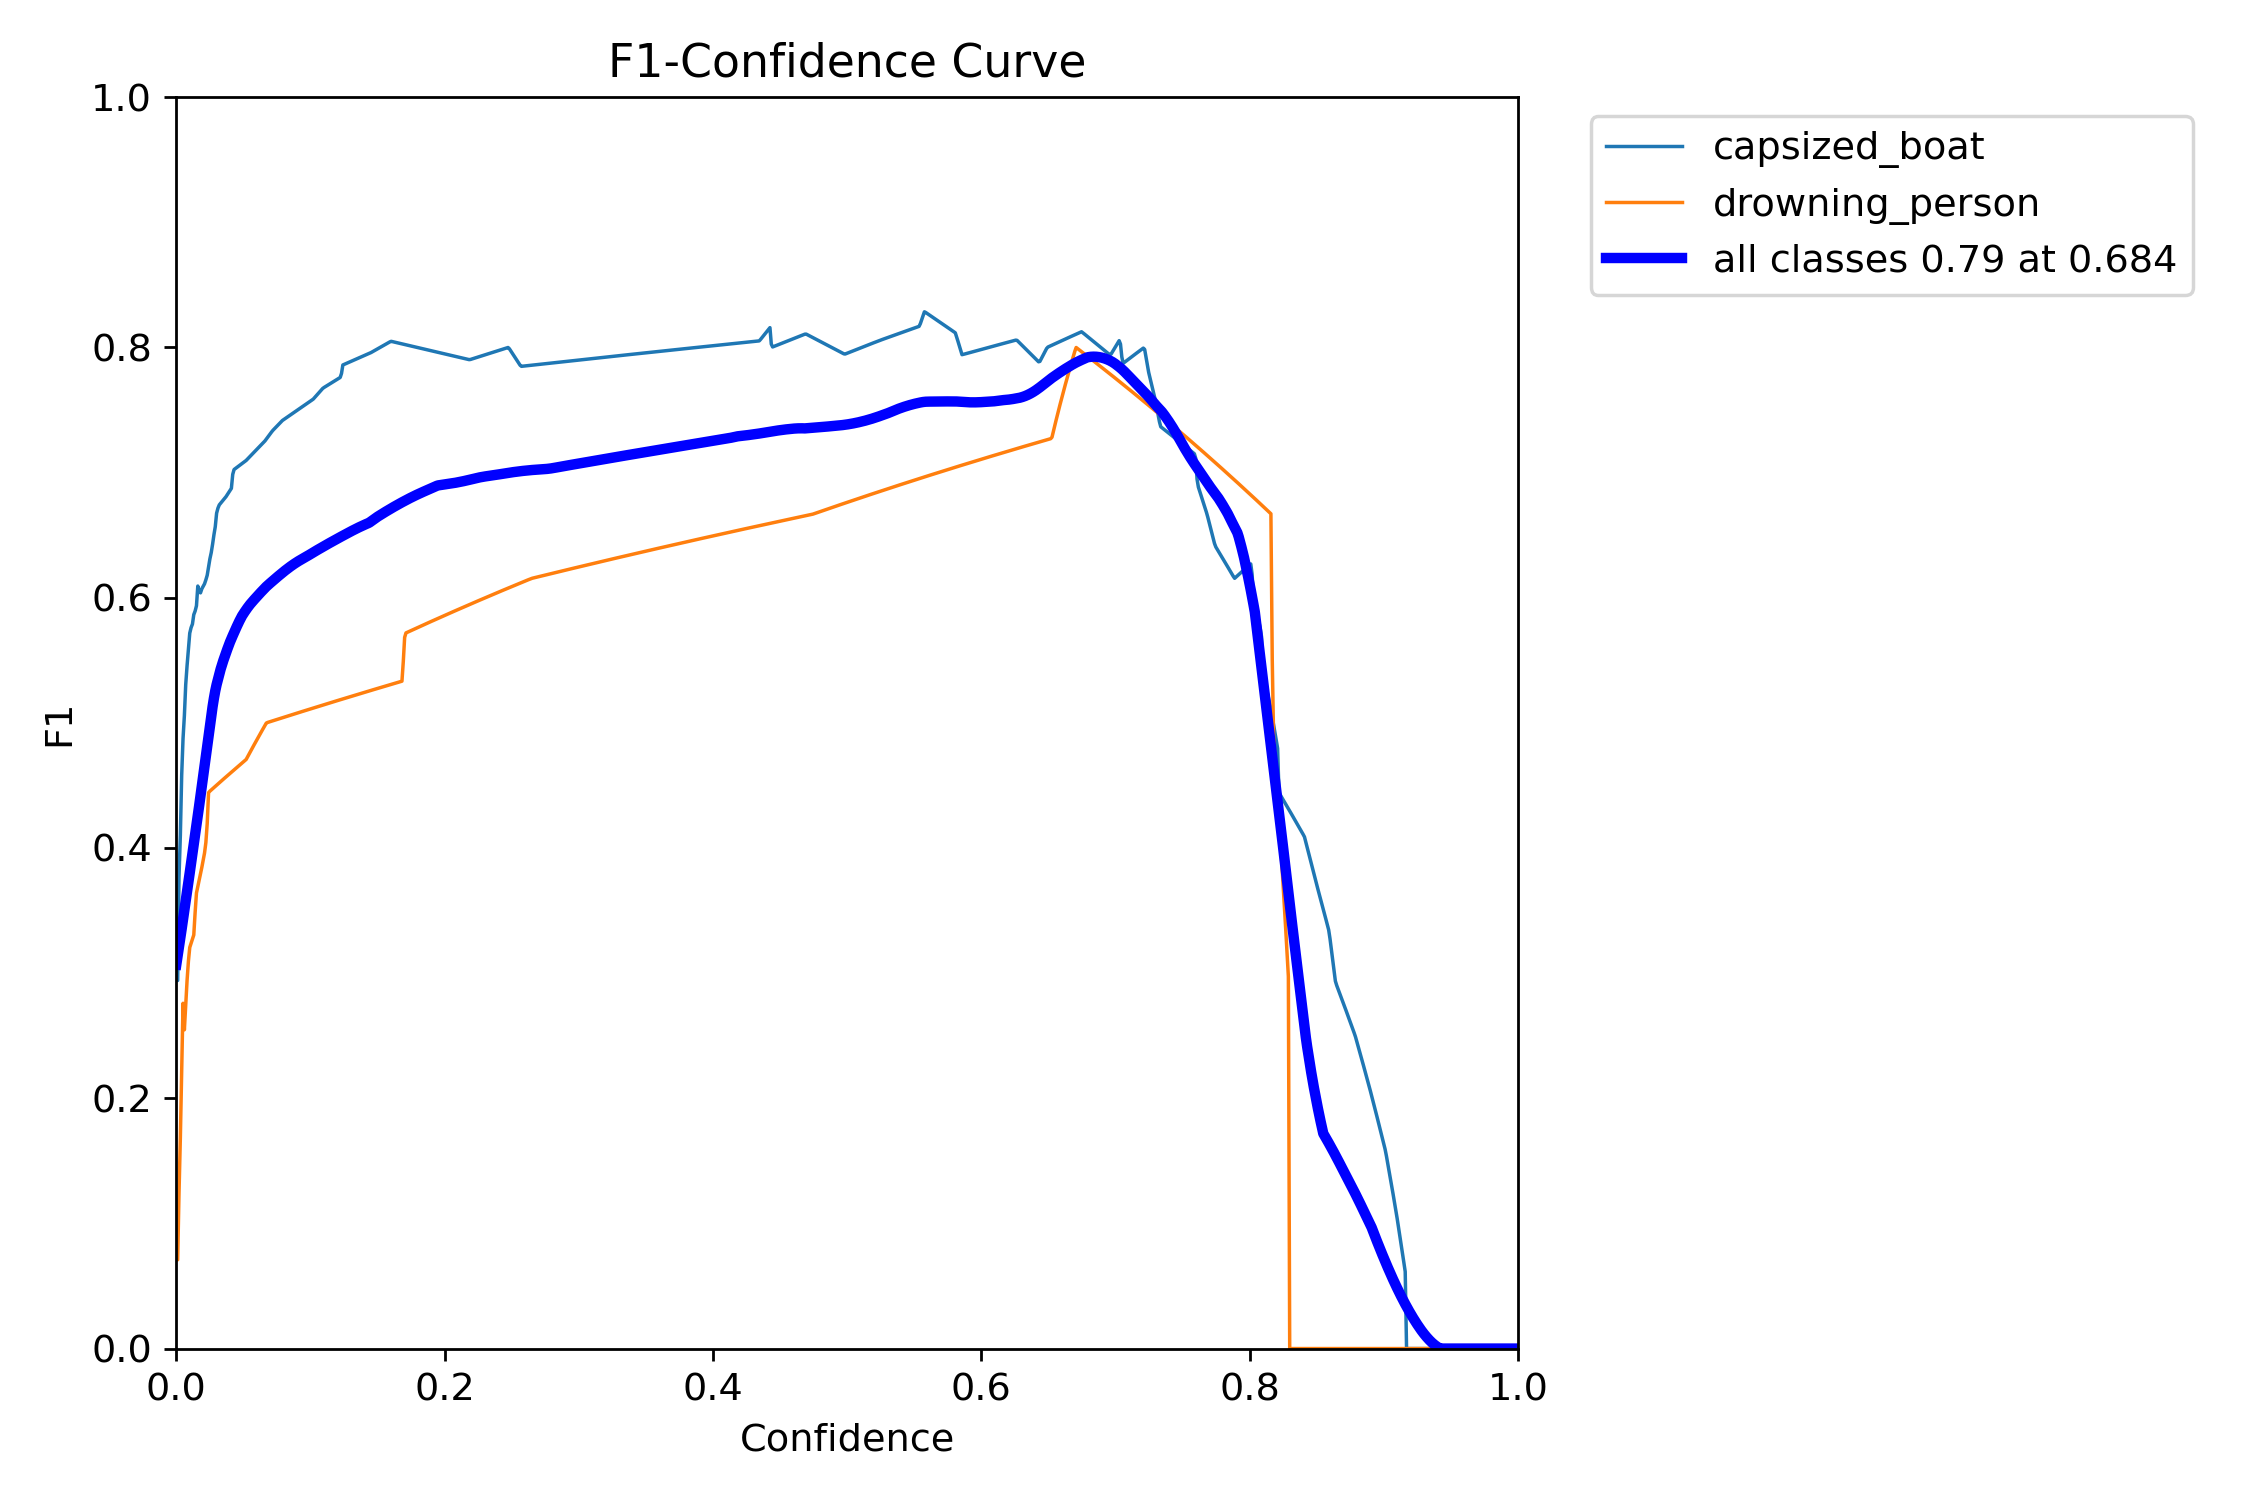 F1-Confidence Curve
1.0
0.8
0.6
0.4
0.2
0.0
F1
0.0 0.2 0.4 0.6 0.8 1.0
Confidence
capsized_boat
drowning_person
all classes 0.79 at 0.684